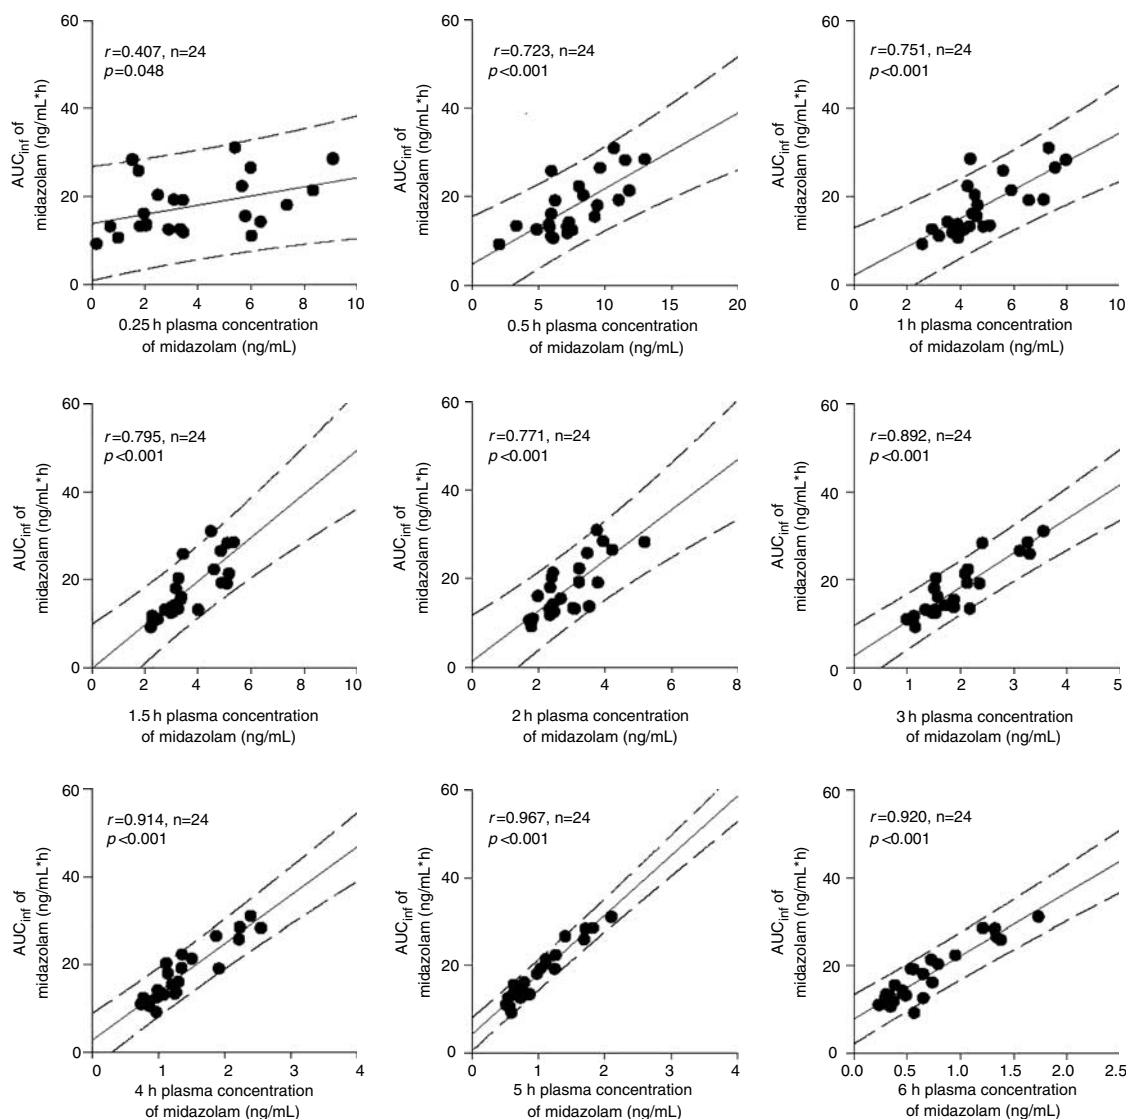 60
40
20
0
AUCinf of
midazolam (ng/mL*h)
r=0.407, n=24
p=0.048
0 2 4 6 8 10
0.25 h plasma concentration
of midazolam (ng/mL)
60
40
20
0
AUCinf of
midazolam (ng/mL*h)
r=0.723, n=24
p<0.001
0 5 10 15 20
0.5 h plasma concentration
of midazolam (ng/mL)
60
40
20
0
AUCinf of
midazolam (ng/mL*h)
r=0.751, n=24
p<0.001
0 2 4 6 8 10
1 h plasma concentration
of midazolam (ng/mL)
60
40
20
0
AUCinf of
midazolam (ng/mL*h)
r=0.795, n=24
p<0.001
0 2 4 6 8 10
1.5 h plasma concentration
of midazolam (ng/mL)
60
40
20
0
AUCinf of
midazolam (ng/mL*h)
r=0.771, n=24
p<0.001
0 2 4 6 8
2 h plasma concentration
of midazolam (ng/mL)
60
40
20
0
AUCinf of
midazolam (ng/mL*h)
r=0.892, n=24
p<0.001
0 1 2 3 4 5
3 h plasma concentration
of midazolam (ng/mL)
60
40
20
0
AUCinf of
midazolam (ng/mL*h)
r=0.914, n=24
p<0.001
0 1 2 3 4
4 h plasma concentration
of midazolam (ng/mL)
60
40
20
0
AUCinf of
midazolam (ng/mL*h)
r=0.967, n=24
p<0.001
0 1 2 3 4
5 h plasma concentration
of midazolam (ng/mL)
60
40
20
0
AUCinf of
midazolam (ng/mL*h)
r=0.920, n=24
p<0.001
0.0 0.5 1.0 1.5 2.0 2.5
6 h plasma concentration
of midazolam (ng/mL)